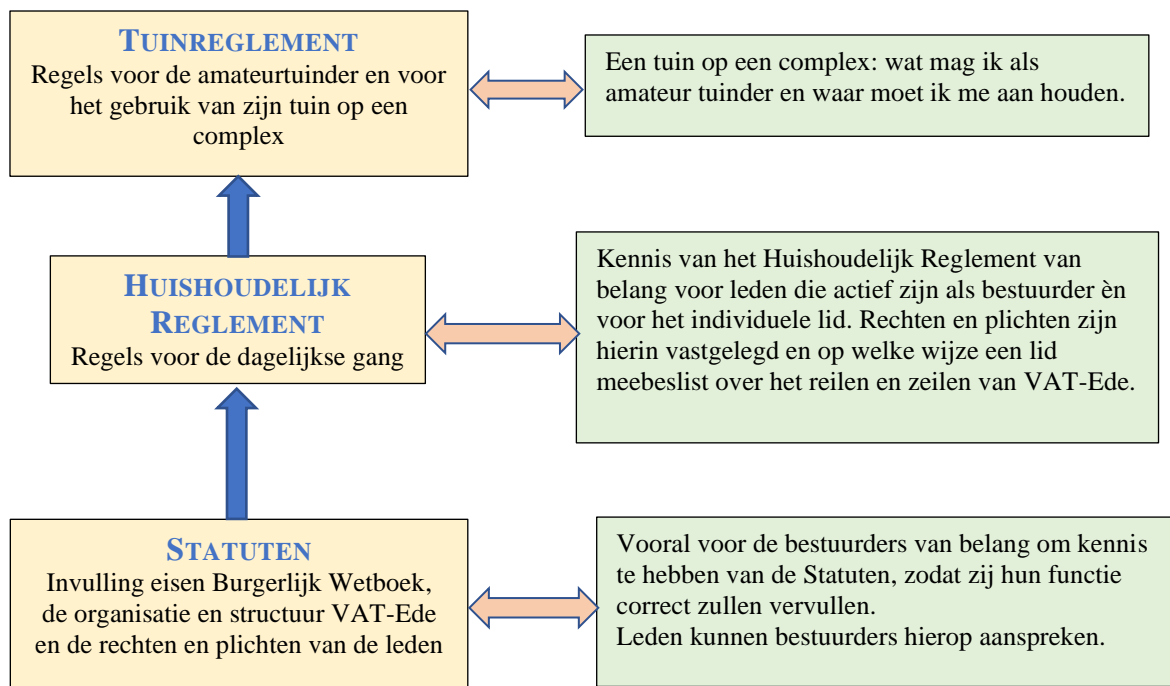 TUINREGLEMENT
Regels voor de amateurtuinder en voor
het gebruik van zijn tuin op een
complex
Een tuin op een complex: wat mag ik als
amateur tuinder en waar moet ik me aan houden.
HUISHOUDELIJK
REGLEMENT
Regels voor de dagelijkse gang
Kennis van het Huishoudelijk Reglement van
belang voor leden die actief zijn als bestuurder èn
voor het individuele lid. Rechten en plichten zijn
hierin vastgelegd en op welke wijze een lid
meebeslist over het reilen en zeilen van VAT-Ede.
STATUTEN
Invulling eisen Burgerlijk Wetboek,
de organisatie en structuur VAT-Ede
en de rechten en plichten van de leden
Vooral voor de bestuurders van belang om kennis
te hebben van de Statuten, zodat zij hun functie
correct zullen vervullen.
Leden kunnen bestuurders hierop aanspreken.